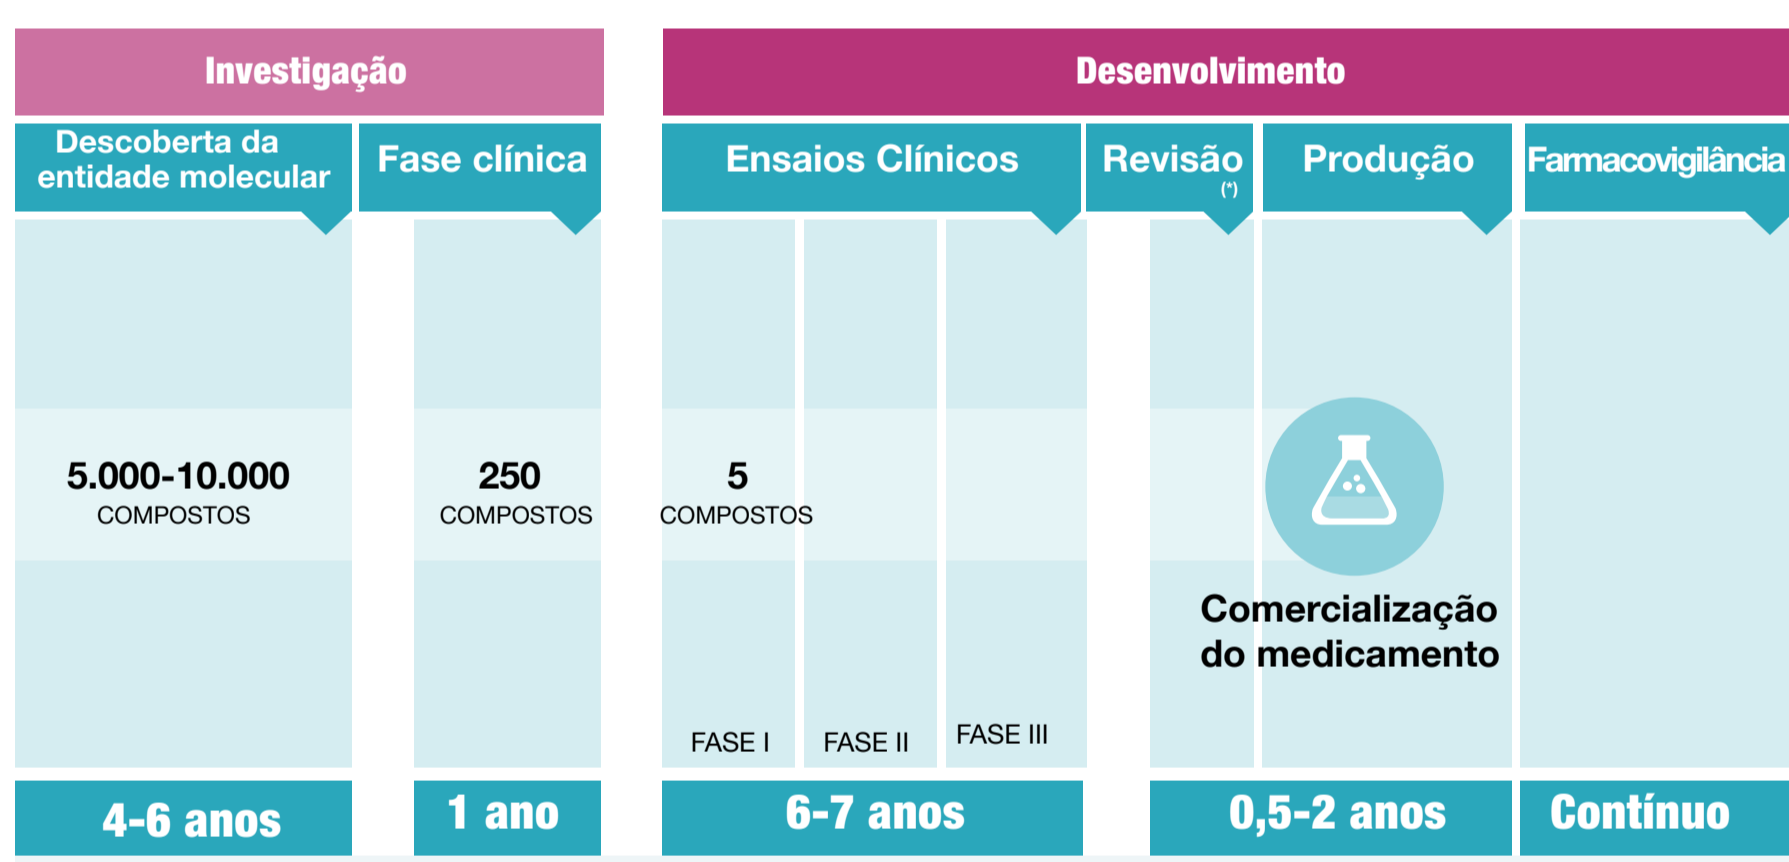 Investigação
Desenvolvimento
Descoberta da
entidade molecular
Fase clínica
Ensaios Clínicos
Revisão
(*)
Produção
Farmacovigilância
5.000-10.000
COMPOSTOS
250
COMPOSTOS
5
COMPOSTOS
Comercialização
do medicamento
FASE I
FASE II
FASE III
4-6 anos
1 ano
6-7 anos
0,5-2 anos
Contínuo